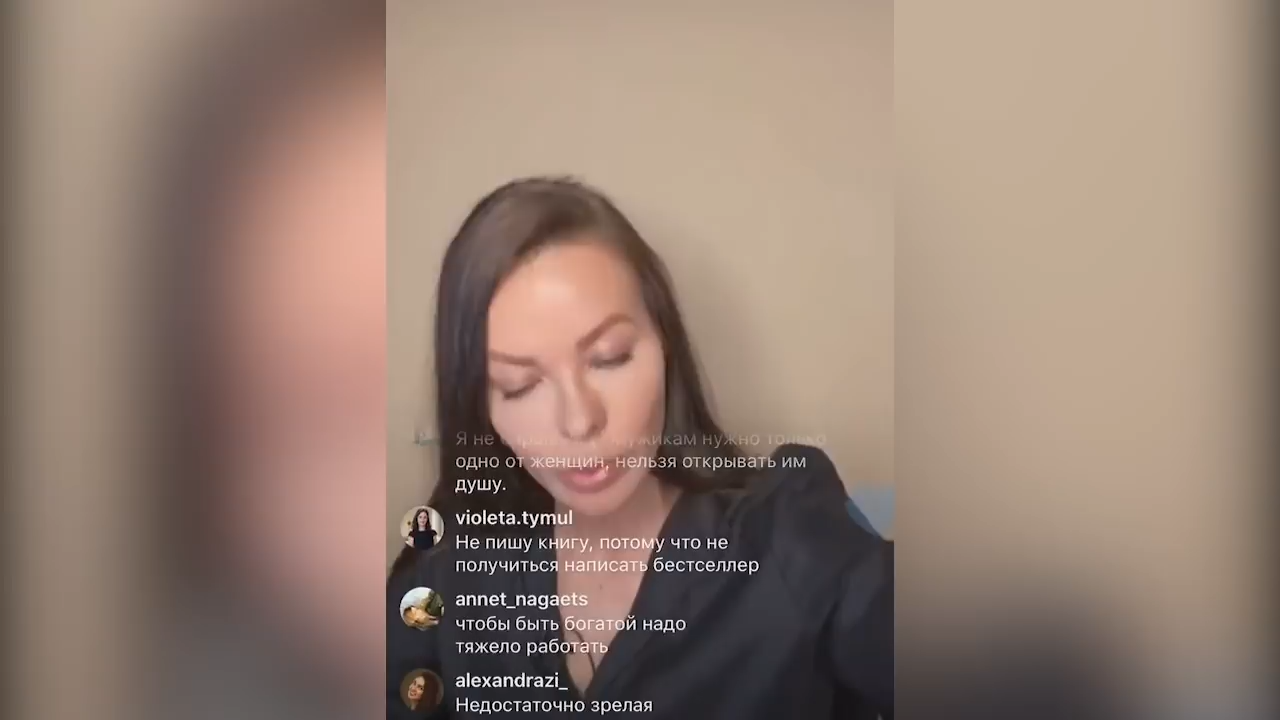 Я не мужикам нужно только
одно от женщин, нельзя открывать им
душу.
violeta.tymul
Не пишу книгу, потому что не
получиться написать бестселлер
annet_nagaets
чтобы быть богатой надо
тяжело работать
alexandrazi_
Недостаточно зрелая